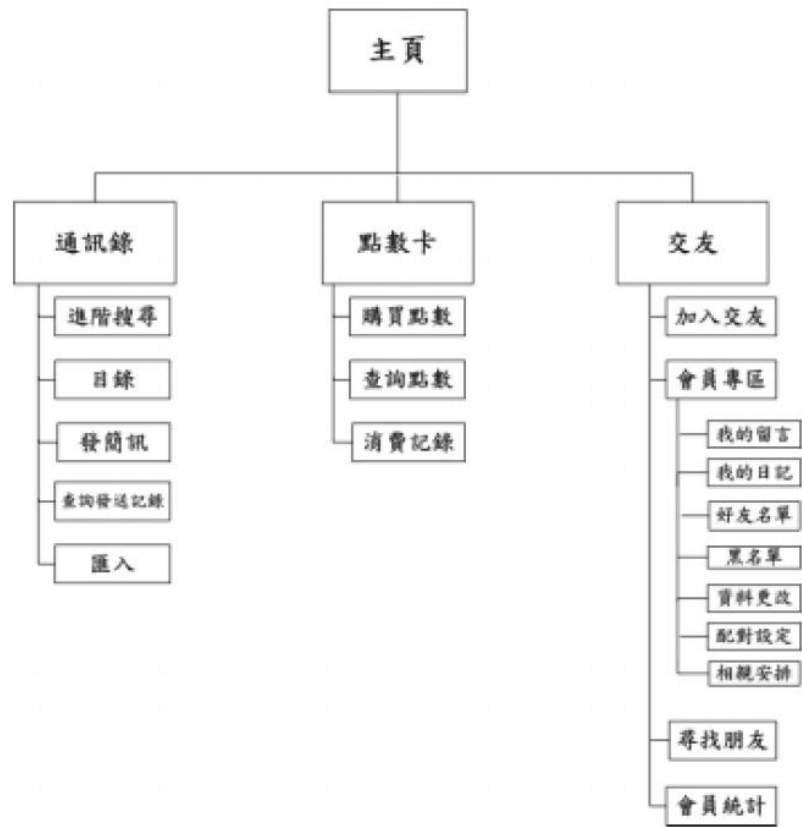 主頁
通訊錄
進階搜尋
目錄
發簡訊
查詢發送記錄
匯入
點數卡
購買點數
查詢點數
消費記錄
交友
加入交友
會員專區
我的留言
我的日記
好友名單
黑名單
資料更改
配對設定
相親安排
尋找朋友
會員統計